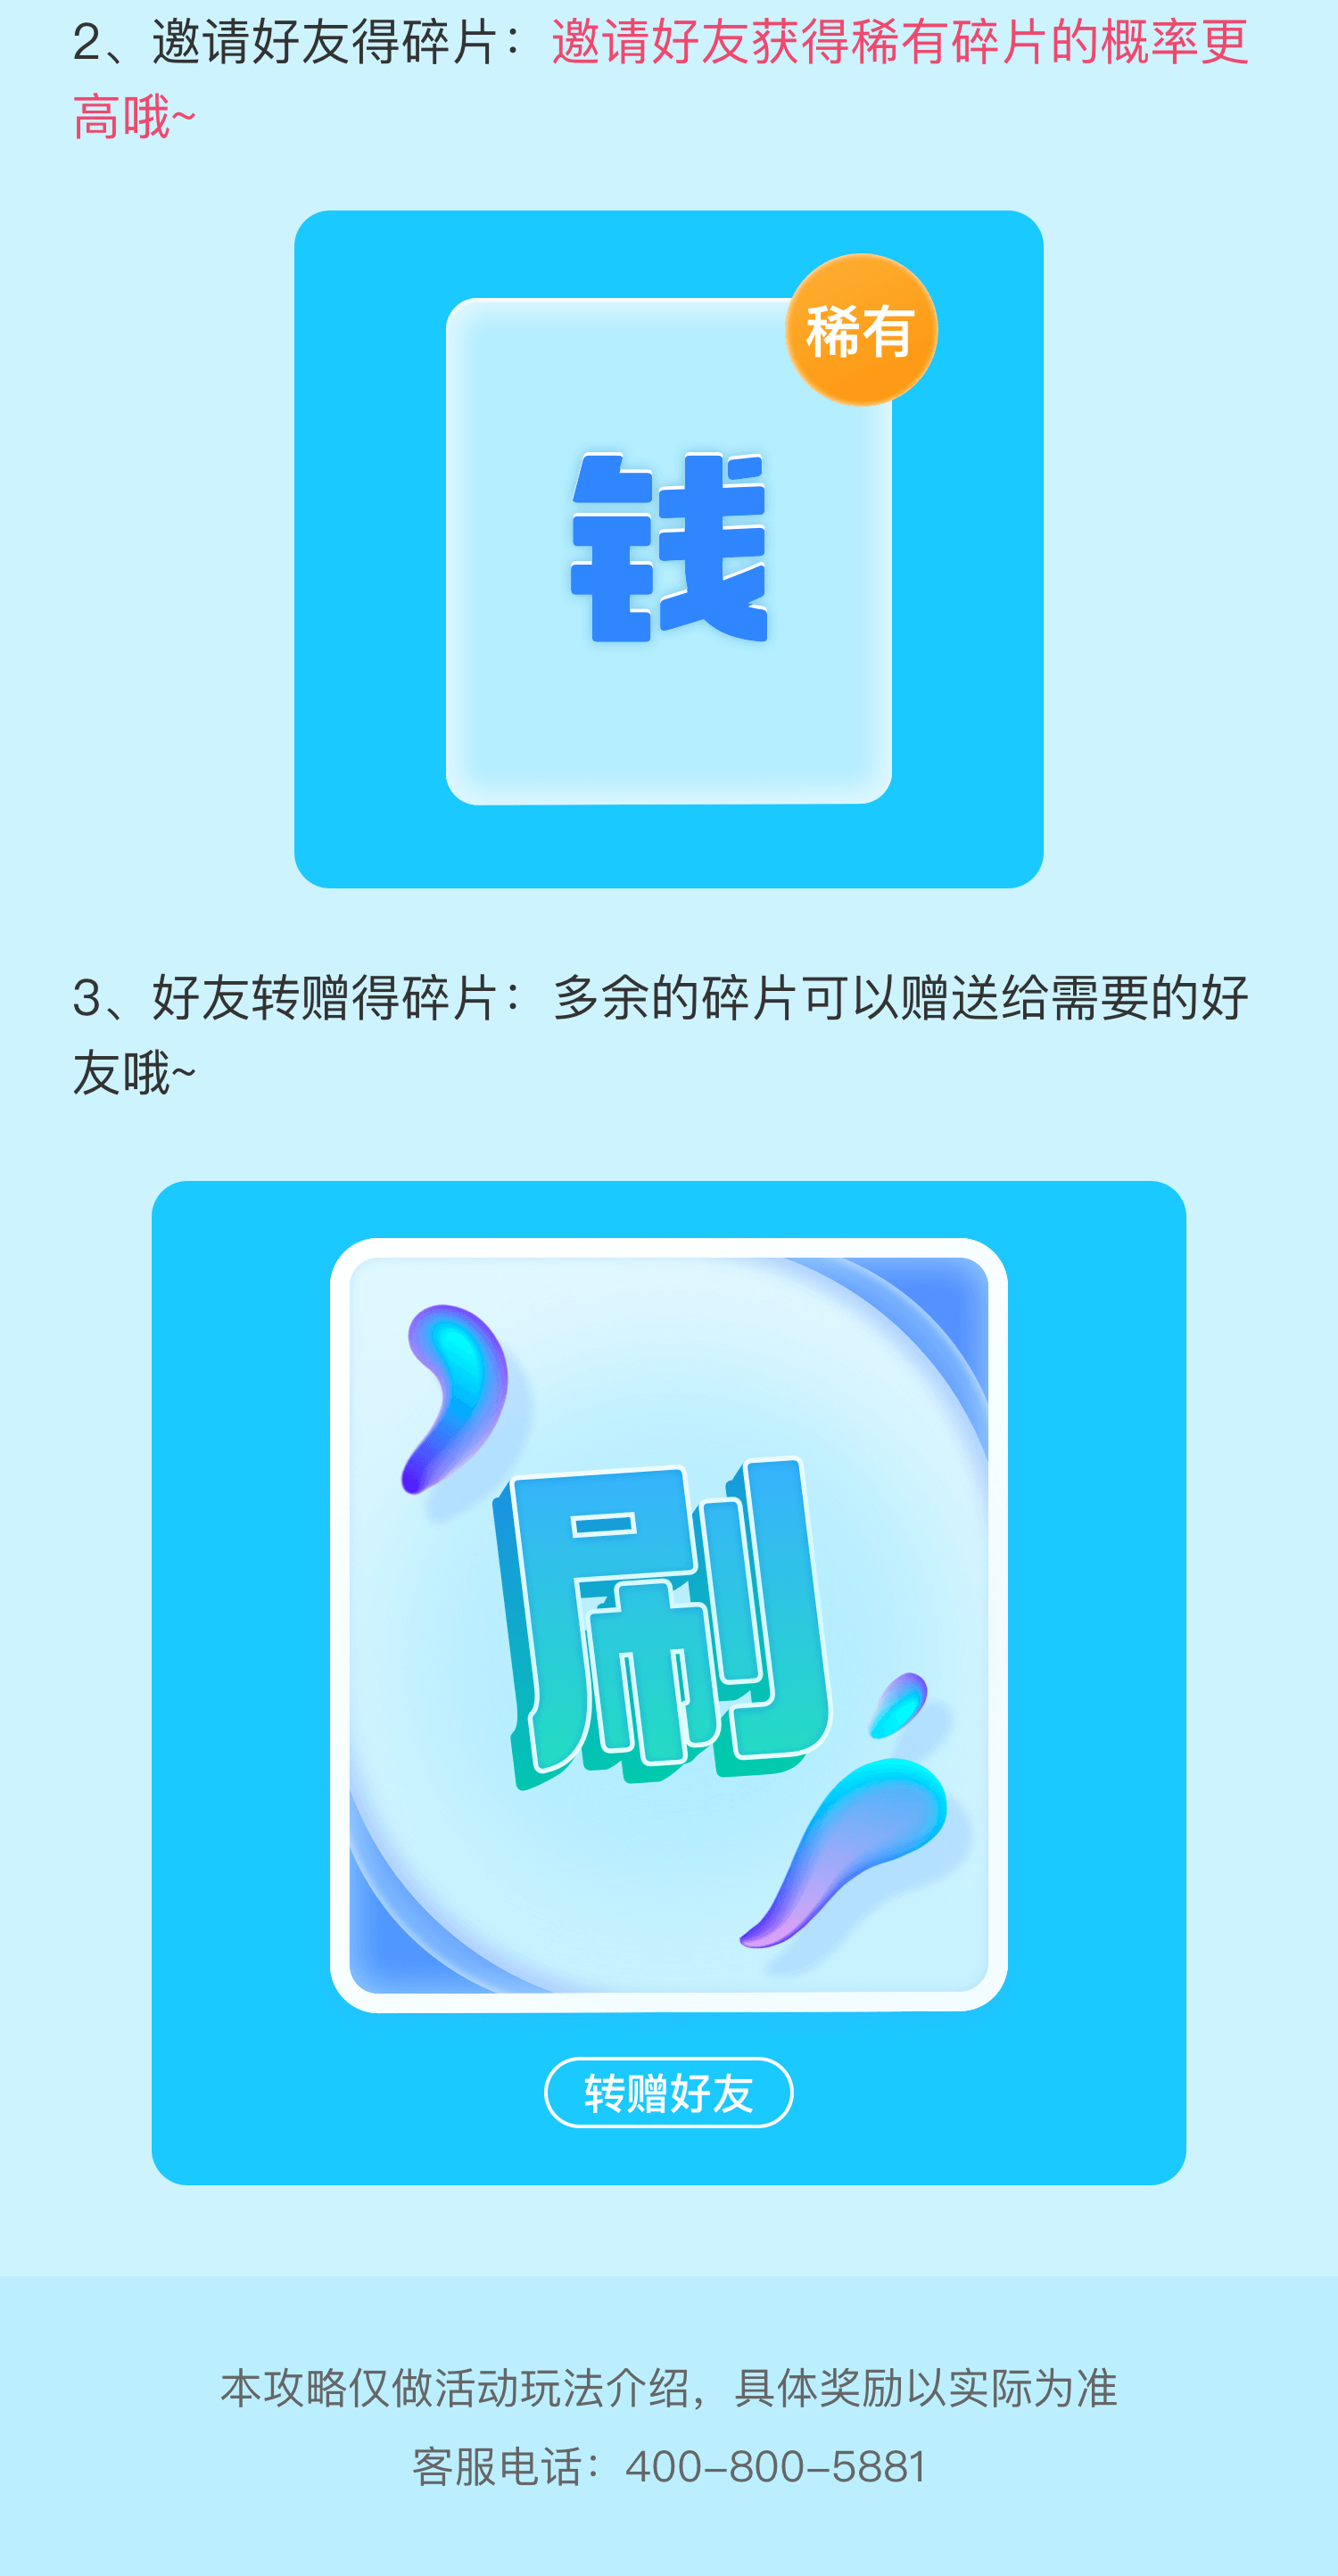 2、邀请好友得碎片：邀请好友获得稀有碎片的概率更
高哦~
稀有
钱
3、好友转赠得碎片：多余的碎片可以赠送给需要的好
友哦~
刷
转赠好友
本攻略仅做活动玩法介绍，具体奖励以实际为准
客服电话：400-800-5881